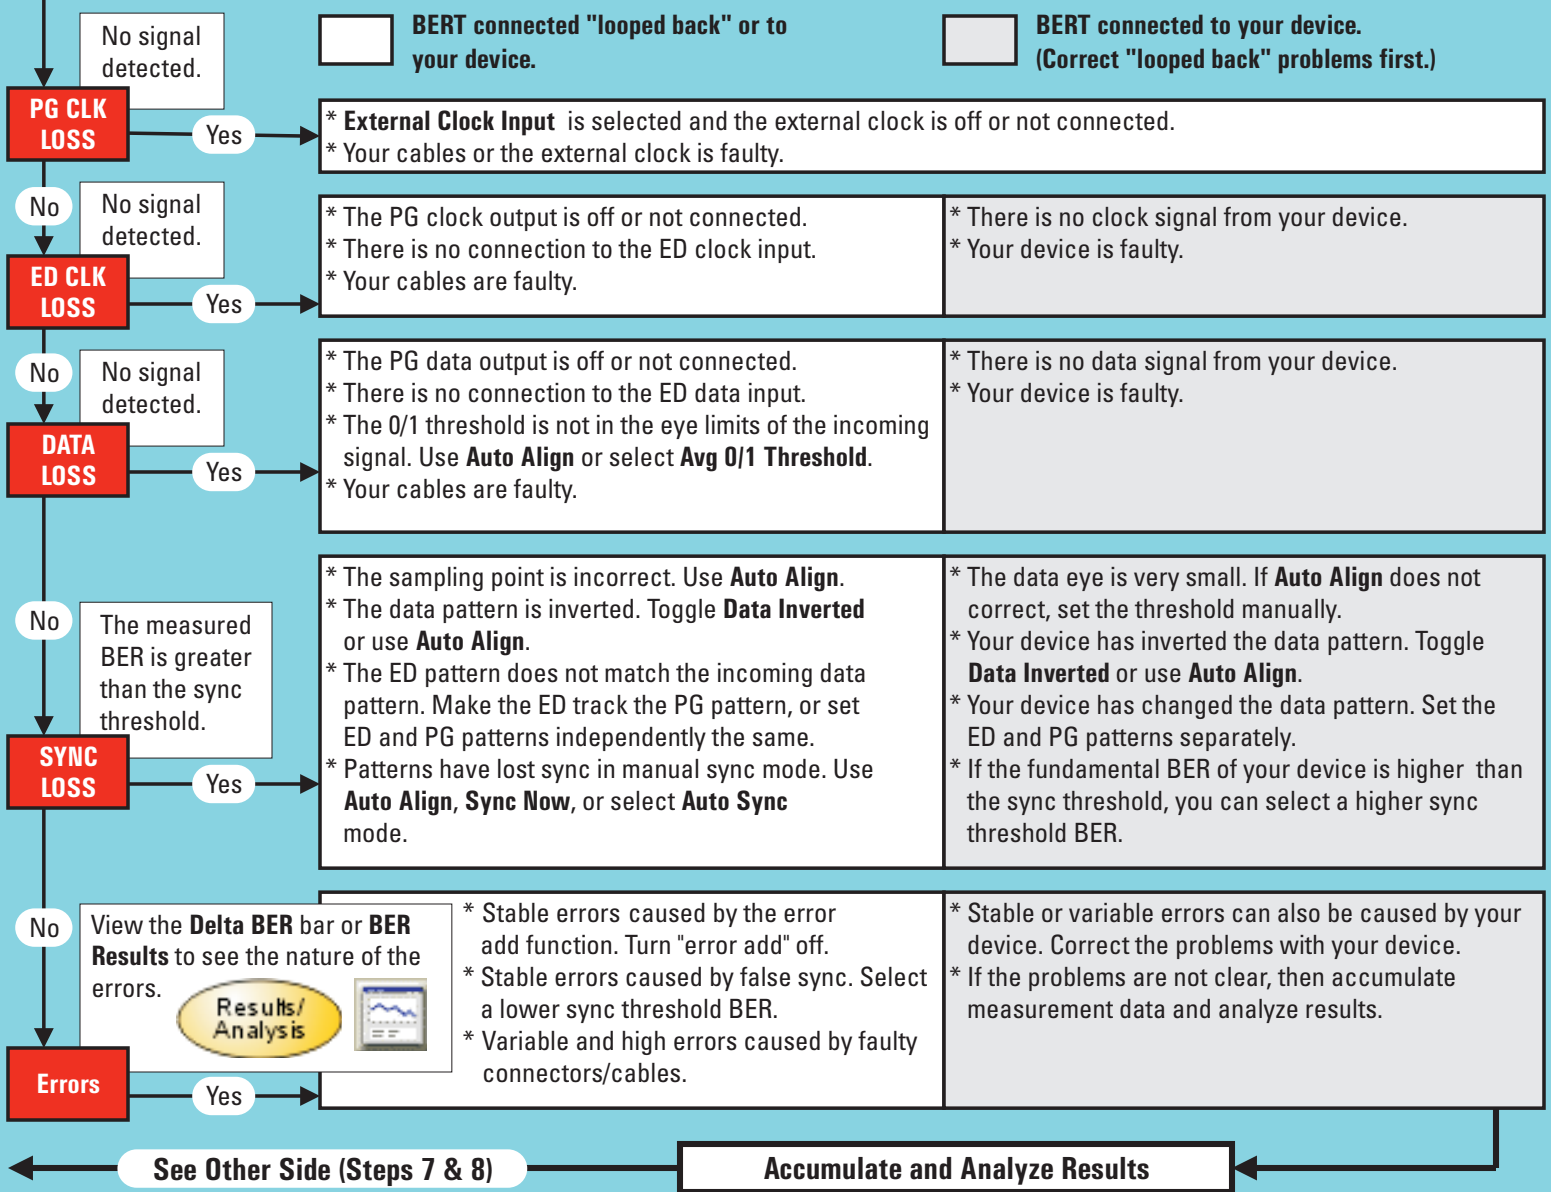 No signal
detected.
BERT connected "looped back" or to
your device.
BERT connected to your device.
(Correct "looped back" problems first.)
PG CLK
LOSS
Yes
* External Clock Input is selected and the external clock is off or not connected.
* Your cables or the external clock is faulty.
No
No signal
detected.
ED CLK
LOSS
Yes
* The PG clock output is off or not connected.
* There is no connection to the ED clock input.
* Your cables are faulty.
* There is no clock signal from your device.
* Your device is faulty.
No
No signal
detected.
DATA
LOSS
Yes
* The PG data output is off or not connected.
* There is no connection to the ED data input.
* The 0/1 threshold is not in the eye limits of the incoming
signal. Use Auto Align or select Avg 0/1 Threshold.
* Your cables are faulty.
* There is no data signal from your device.
* Your device is faulty.
No
The measured
BER is greater
than the sync
threshold.
SYNC
LOSS
Yes
* The sampling point is incorrect. Use Auto Align.
* The data pattern is inverted. Toggle Data Inverted
or use Auto Align.
* The ED pattern does not match the incoming data
pattern. Make the ED track the PG pattern, or set
ED and PG patterns independently the same.
* Patterns have lost sync in manual sync mode. Use
Auto Align, Sync Now, or select Auto Sync
mode.
* The data eye is very small. If Auto Align does not
correct, set the threshold manually.
* Your device has inverted the data pattern. Toggle
Data Inverted or use Auto Align.
* Your device has changed the data pattern. Set the
ED and PG patterns separately.
* If the fundamental BER of your device is higher than
the sync threshold, you can select a higher sync
threshold BER.
No
View the Delta BER bar or BER
Results to see the nature of the
errors.
Results/
Analysis
Errors
Yes
* Stable errors caused by the error
add function. Turn "error add" off.
* Stable errors caused by false sync. Select
a lower sync threshold BER.
* Variable and high errors caused by faulty
connectors/cables.
* Stable or variable errors can also be caused by your
device. Correct the problems with your device.
* If the problems are not clear, then accumulate
measurement data and analyze results.
See Other Side (Steps 7 & 8)
Accumulate and Analyze Results